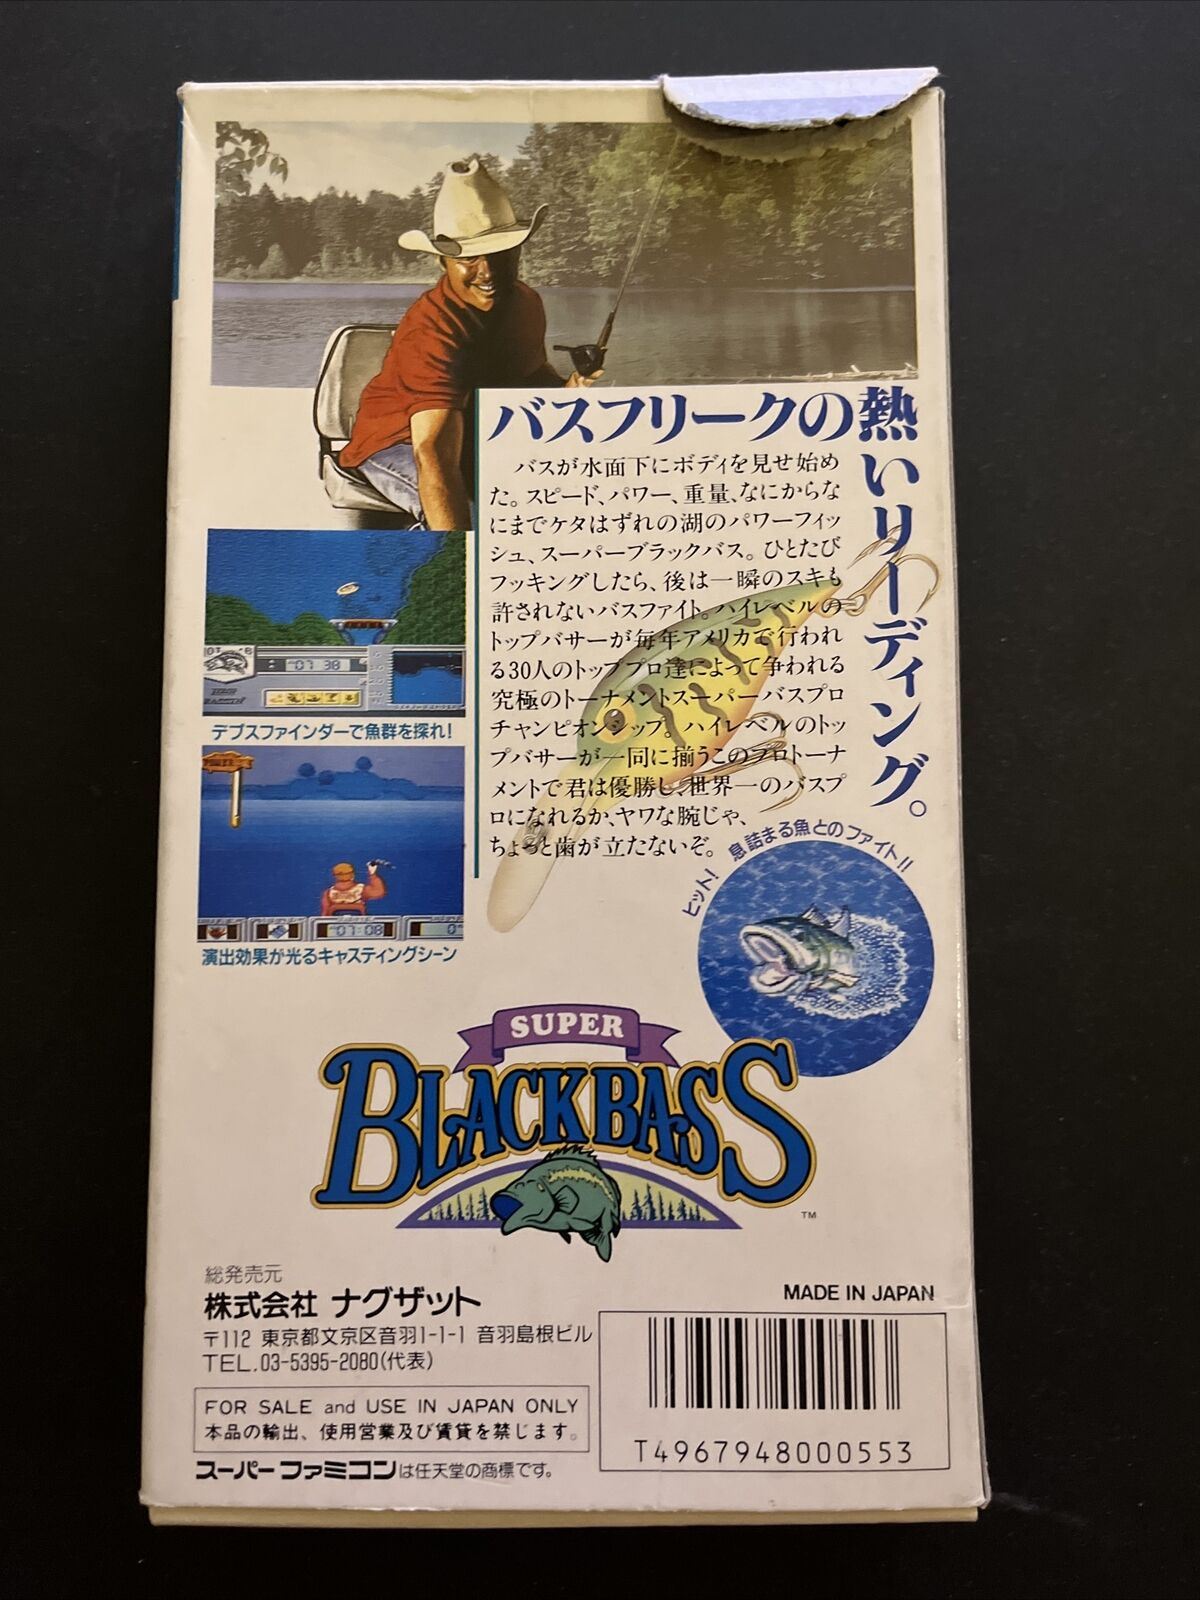 バスフリークの熱いリーディング。
バスが水面下にボディを見せ始め
た。スピード、パワー、重量、なにからな
にまでケタはずれの湖のパワーフィッ
シュ、スーパーブラックバス。ひとたび
フッキングしたら、後は一瞬のスキも
許されないバスファイト。ハイレベルの
トップバサーが毎年アメリカで行われ
る30人のトッププロ達によって争われる
究極のトーナメントスーパーバスプロ
チャンピオンシップ。ハイレベルのトッ
プバサーが一同に揃うこのプロトーナ
メントで君は優勝し、世界一のバスプ
ロになれるか、ヤワな腕じゃ、
ちょっと歯が立たないぞ。
07 38
デプスファインダーで魚群を探れ!
07:08
演出効果が光るキャスティングシーン
ヒット! 息詰まる魚とのファイト!!
SUPER
BLACKBASS
TM
総発売元
株式会社 ナグザット
〒112 東京都文京区音羽1-1-1 音羽島根ビル
TEL.03-5395-2080(代表)
MADE IN JAPAN
FOR SALE and USE IN JAPAN ONLY
本品の輸出、使用営業及び賃貸を禁じます。
スーパーファミコンは任天堂の商標です。
T4967948000553